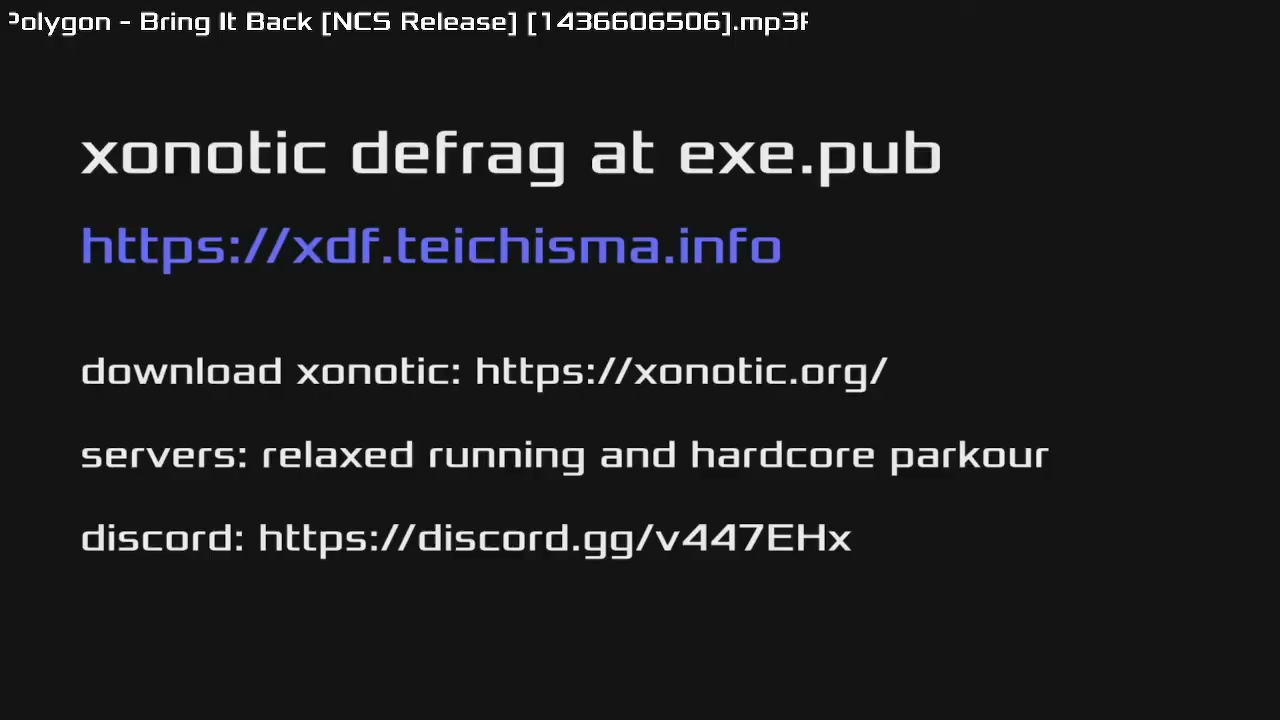 Polygon - Bring It Back [NCS Release] [1436606506].mp3
xonotic defrag at exe.pub
https://xdf.teichisma.info
download xonotic: https://xonotic.org/
servers: relaxed running and hardcore parkour
discord: https://discord.gg/v447EHx